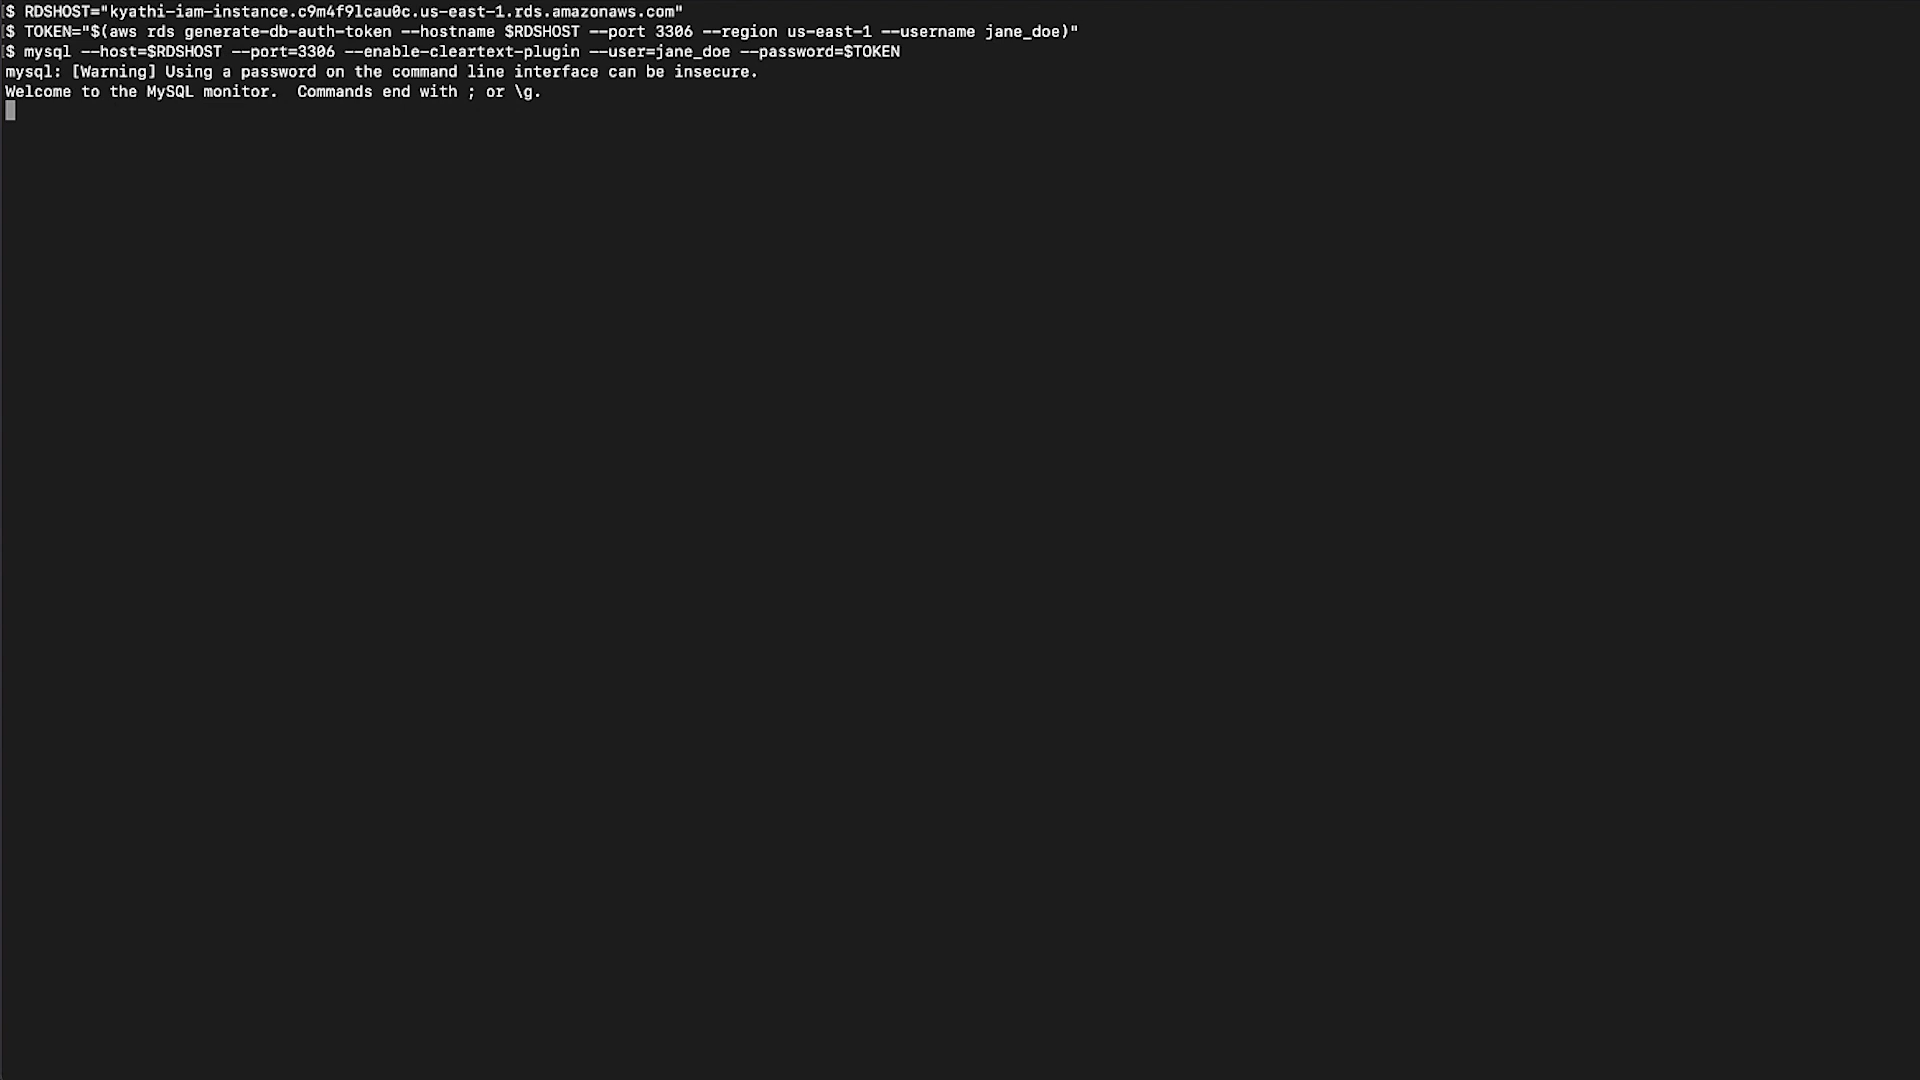 $ RDSHOST="kyathi-iam-instance.c9m4f9lcau0c.us-east-1.rds.amazonaws.com"
$ TOKEN="$(aws rds generate-db-auth-token --hostname $RDSHOST --port 3306 --region us-east-1 --username jane_doe)"
$ mysql --host=$RDSHOST --port=3306 --enable-cleartext-plugin --user=jane_doe --password=$TOKEN
mysql: [Warning] Using a password on the command line interface can be insecure.
Welcome to the MySQL monitor.  Commands end with ; or \g.